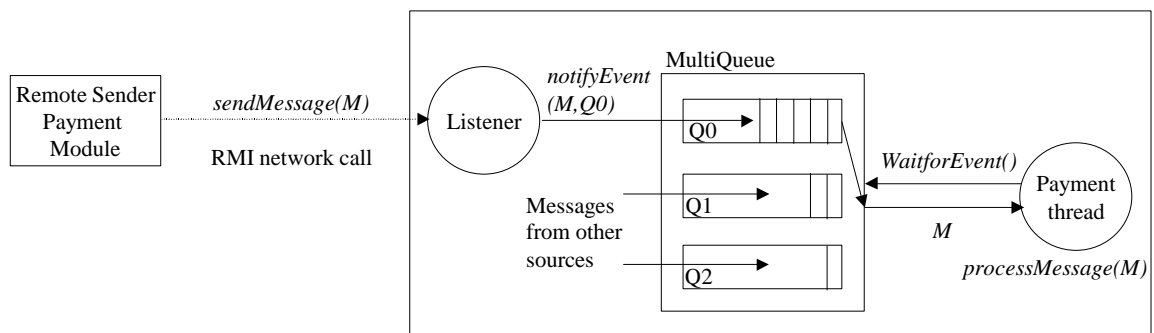 Remote Sender
Payment
Module
sendMessage(M)
RMI network call
Listener
notifyEvent
(M,Q0)
MultiQueue
Q0
Q1
Q2
Messages
from other
sources
WaitforEvent()
M
Payment
thread
processMessage(M)